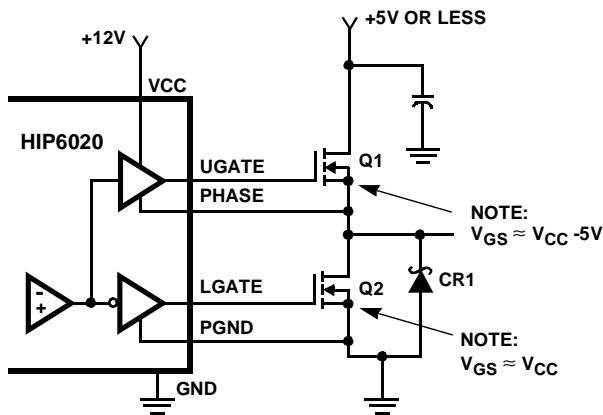 +5V OR LESS
+12V
VCC
HIP6020
UGATE
Q1
PHASE
NOTE:
VGS ≈ VCC -5V
-
+
LGATE
Q2
CR1
PGND
NOTE:
VGS ≈ VCC
GND